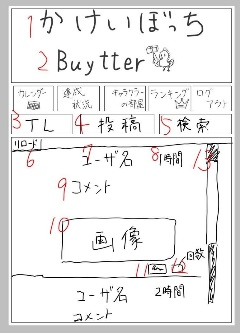 1かけいぼっち
2 Buytter
カレンダー 達成状況 キャラクターの部屋 ランキング ログアウト
3 TL 4 投稿 5 検索
リロード
6 7 ユーザ名 8 1時間 13
9 コメント
10 画像
11 12 回数
ユーザ名 2時間
コメント